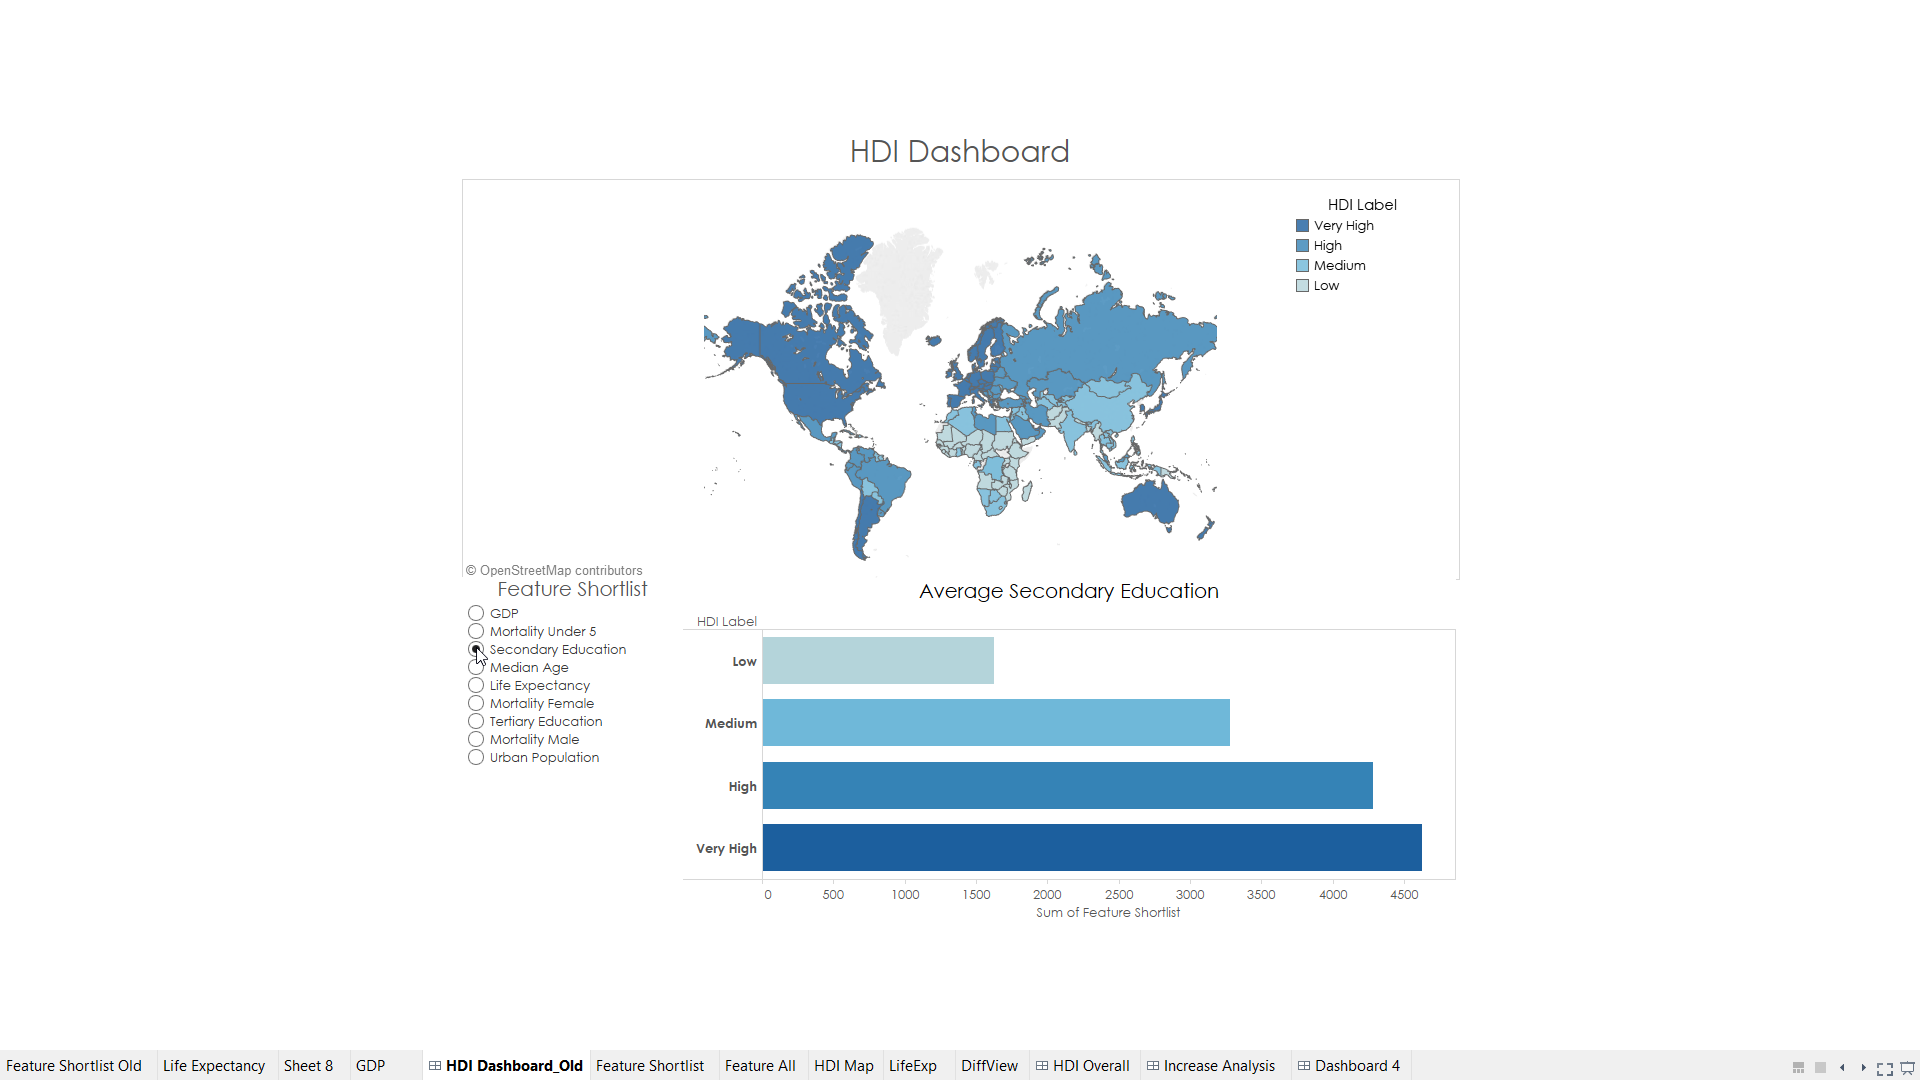 HDI Dashboard
HDI Label
Very High
High
Medium
Low
© OpenStreetMap contributors
Feature Shortlist
GDP
Mortality Under 5
Secondary Education
Median Age
Life Expectancy
Mortality Female
Tertiary Education
Mortality Male
Urban Population
Average Secondary Education
HDI Label
Low
Medium
High
Very High
0 500 1000 1500 2000 2500 3000 3500 4000 4500
Sum of Feature Shortlist
Feature Shortlist Old Life Expectancy Sheet 8 GDP HDI Dashboard_Old Feature Shortlist Feature All HDI Map LifeExp DiffView HDI Overall Increase Analysis Dashboard 4